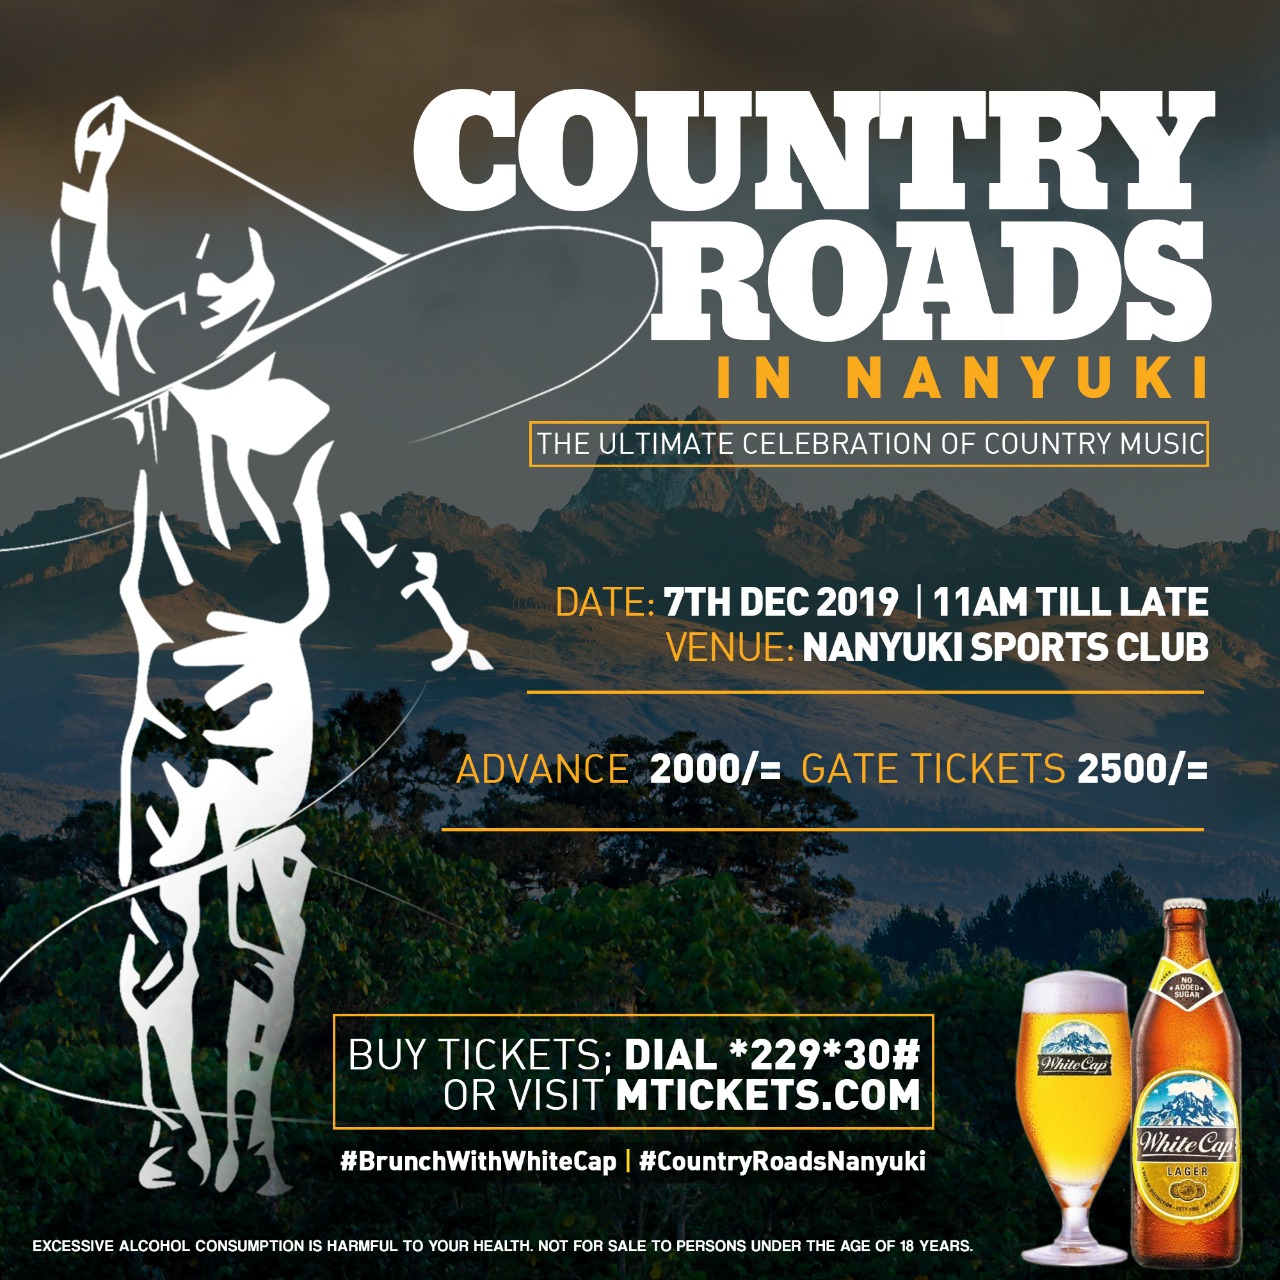 COUNTRY
ROADS
IN NANYUKI
THE ULTIMATE CELEBRATION OF COUNTRY MUSIC
DATE: 7TH DEC 2019 | 11AM TILL LATE
VENUE: NANYUKI SPORTS CLUB
ADVANCE 2000/= GATE TICKETS 2500/=
BUY TICKETS; DIAL *229*30#
OR VISIT MTICKETS.COM
#BrunchWithWhiteCap | #CountryRoadsNanyuki
NO
ADDED
SUGAR
White Cap
White Cap
LAGER
EXCESSIVE ALCOHOL CONSUMPTION IS HARMFUL TO YOUR HEALTH. NOT FOR SALE TO PERSONS UNDER THE AGE OF 18 YEARS.